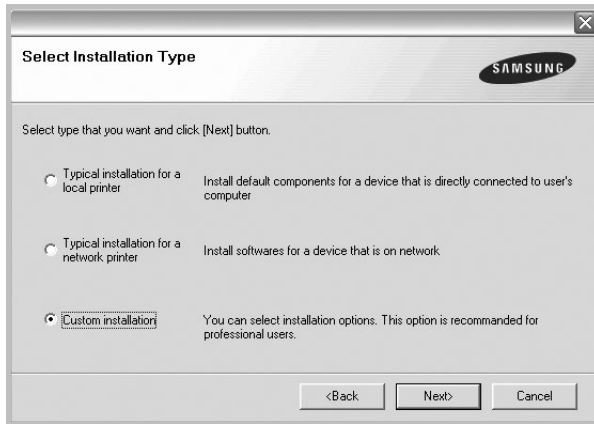 Select Installation Type
SAMSUNG
Select type that you want and click [Next] button.
Typical installation for a
local printer
Install default components for a device that is directly connected to user's
computer
Typical installation for a
network printer
Install softwares for a device that is on network
Custom installation
You can select installation options. This option is recommanded for
professional users.
<Back
Next>
Cancel